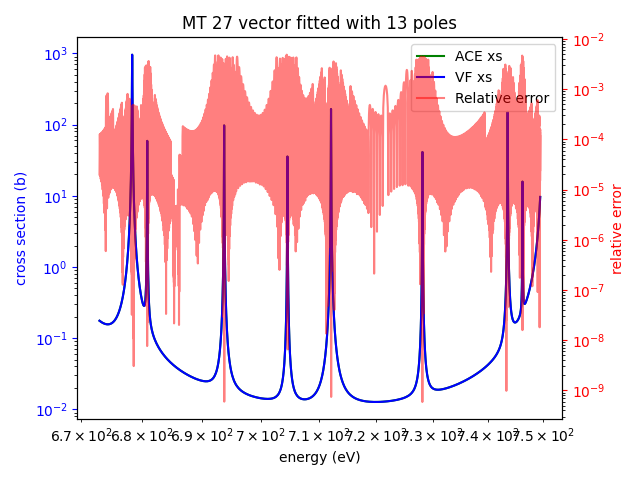 MT 27 vector fitted with 13 poles
ACE xs
VF xs
Relative error
cross section (b)
10³
10²
10¹
10⁰
10⁻¹
10⁻²
10⁻²
10⁻³
10⁻⁴
10⁻⁵
10⁻⁶
10⁻⁷
10⁻⁸
10⁻⁹
relative error
6.7 × 10² 6.8 × 10² 6.9 × 10² 7 × 10² 7.1 × 10² 7.2 × 10² 7.3 × 10² 7.4 × 10² 7.5 × 10²
energy (eV)